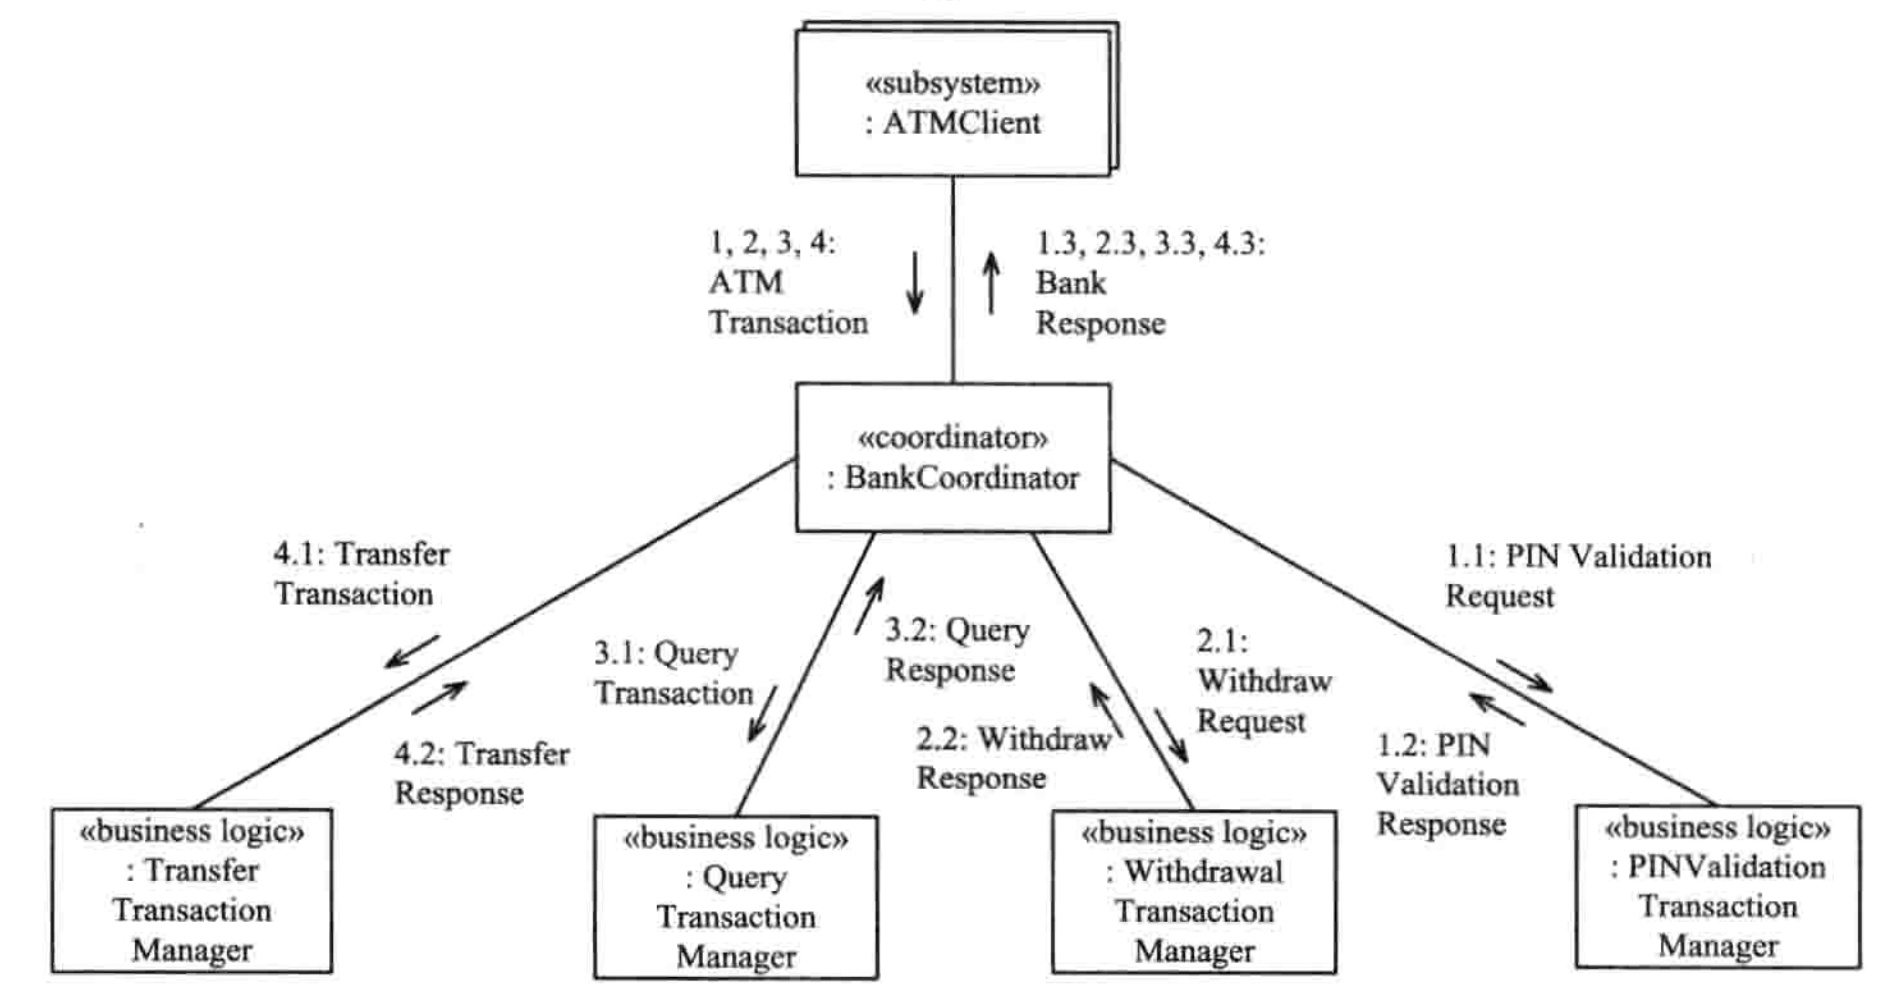 «subsystem»
: ATMClient
1, 2, 3, 4:
ATM
Transaction
1.3, 2.3, 3.3, 4.3:
Bank
Response
«coordinator»
: BankCoordinator
4.1: Transfer
Transaction
4.2: Transfer
Response
3.1: Query
Transaction
3.2: Query
Response
2.2: Withdraw
Response
2.1:
Withdraw
Request
1.1: PIN Validation
Request
1.2: PIN
Validation
Response
«business logic»
: Transfer
Transaction
Manager
«business logic»
: Query
Transaction
Manager
«business logic»
: Withdrawal
Transaction
Manager
«business logic»
: PINValidation
Transaction
Manager